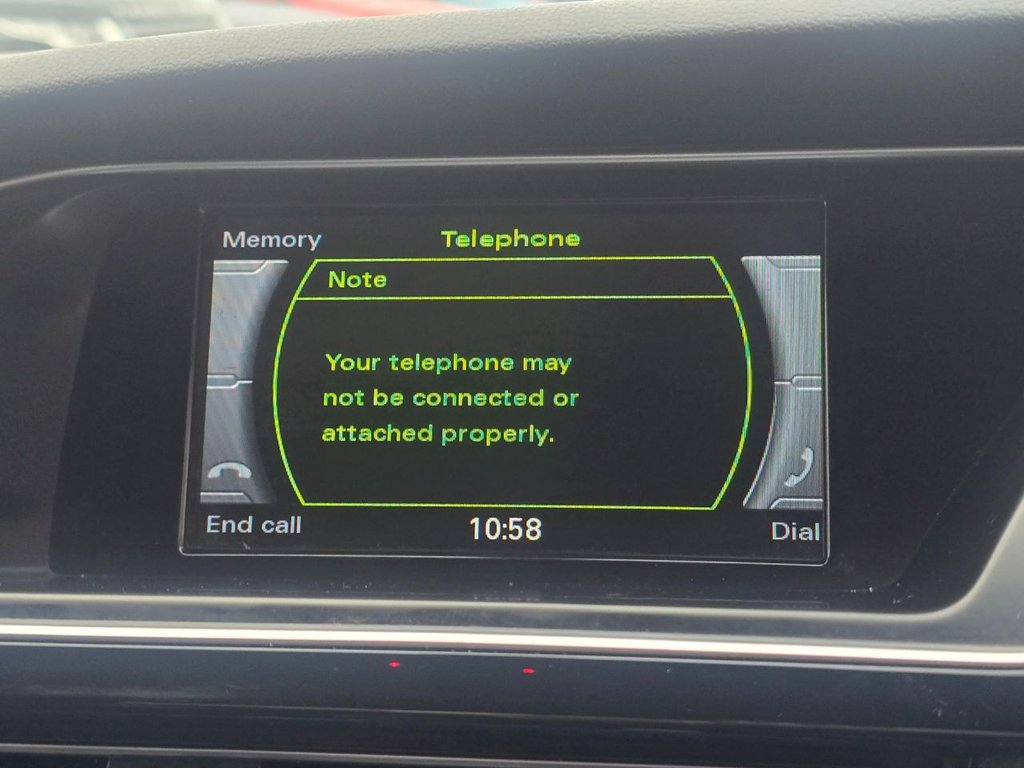 Memory
Telephone
Note
Your telephone may
not be connected or
attached properly.
End call
10:58
Dial